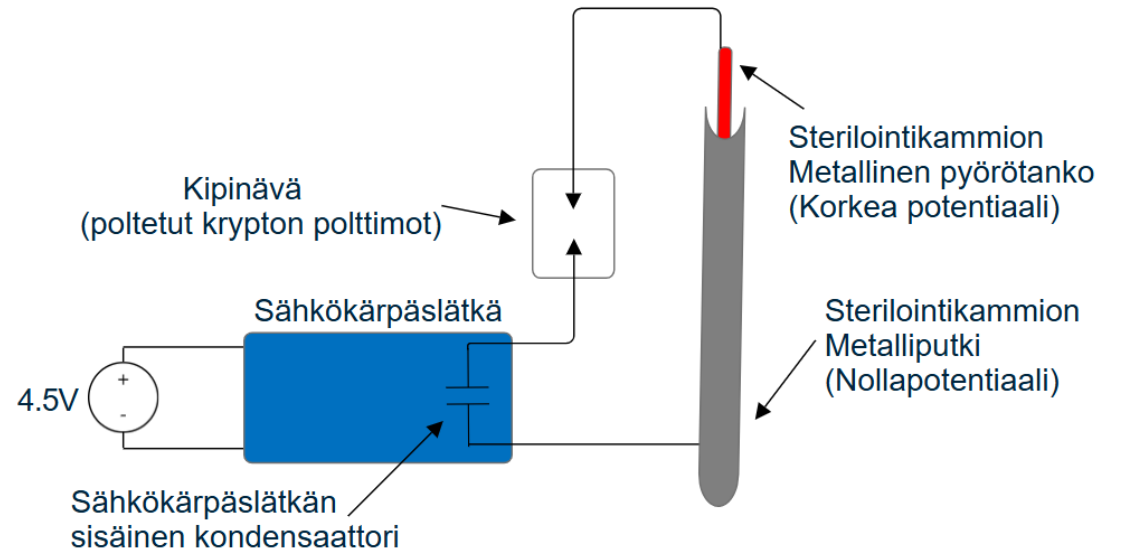 Sterilointikammion
Metallinen pyörötanko
(Korkea potentiaali)
Kipinävä
(poltetut krypton polttimot)
Sähkökärpäslätkä
Sterilointikammion
Metalliputki
(Nollapotentiaali)
4.5V
+
-
Sähkökärpäslätkän
sisäinen kondensaattori